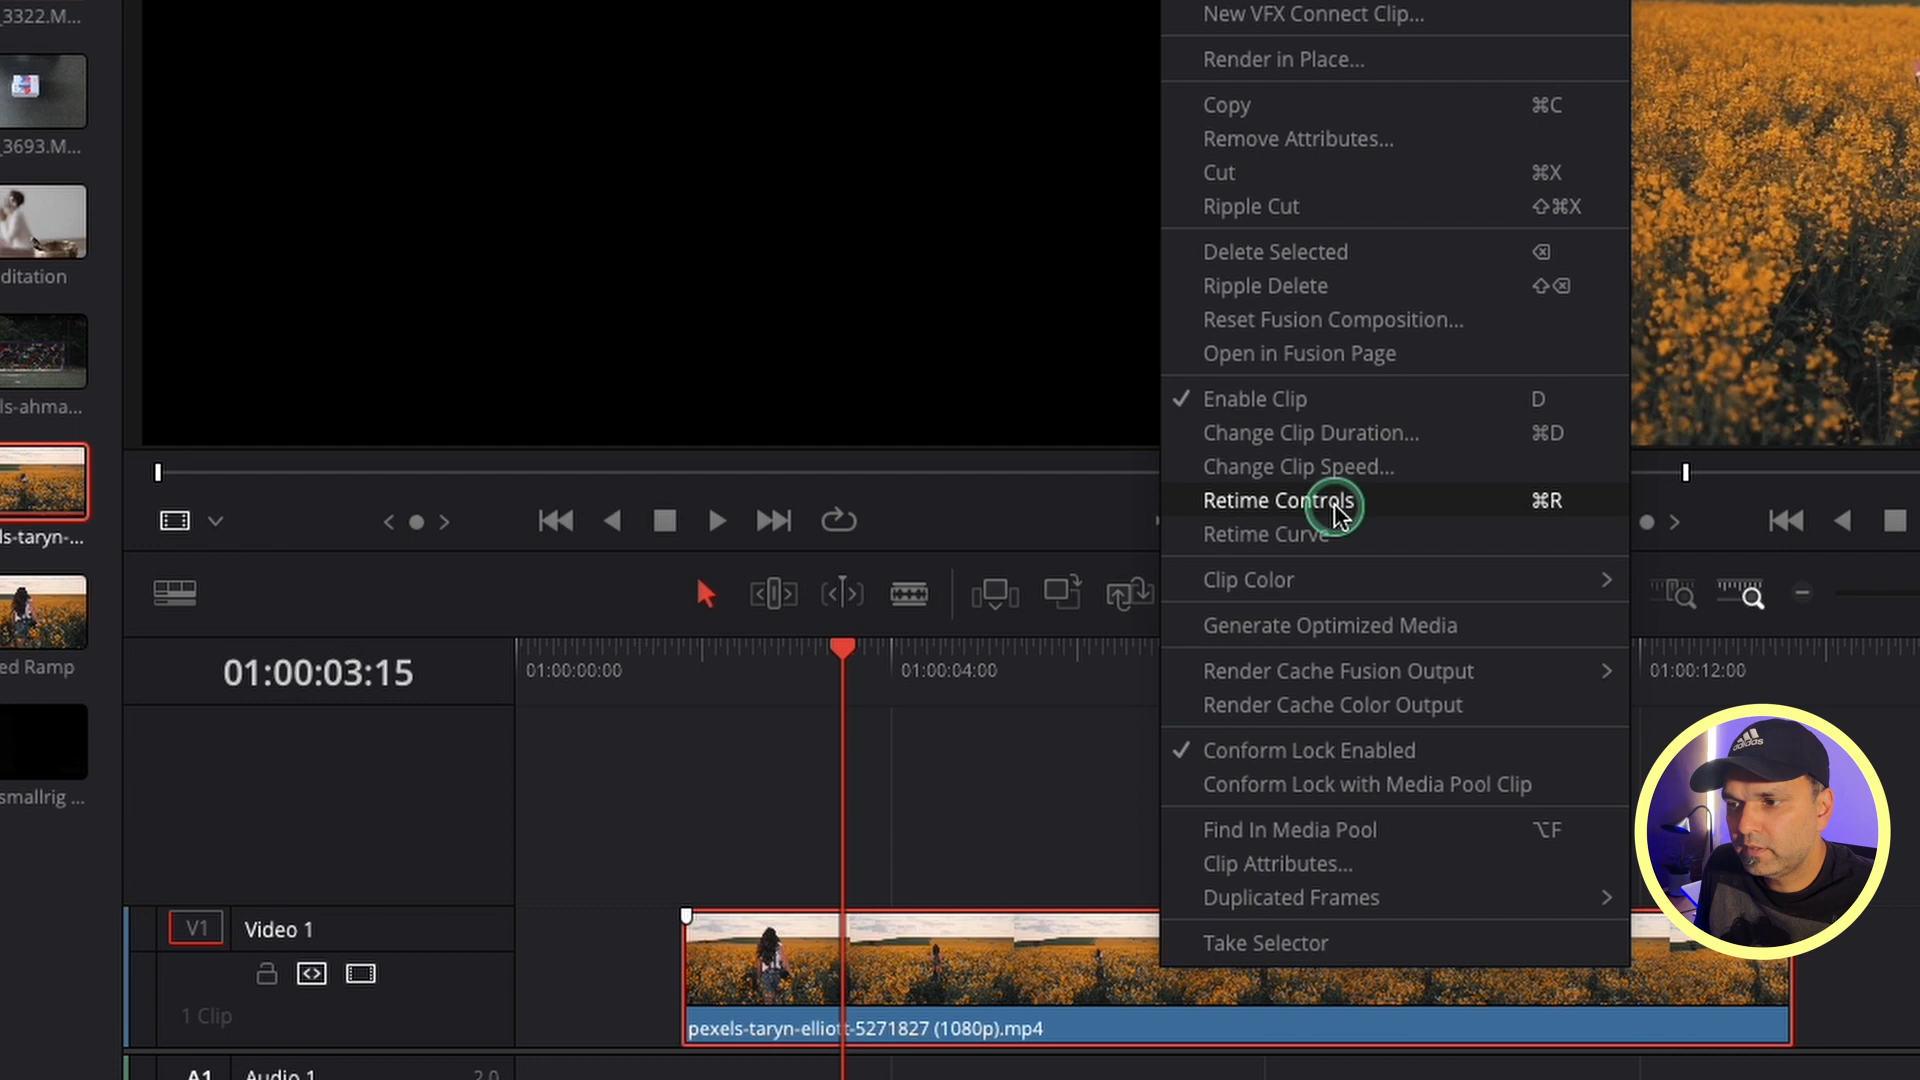 _3322.M...
_3693.M...
ditation
ls-ahma...
ls-taryn-...
ed Ramp
smallrig ...
New VFX Connect Clip...
Render in Place...
Copy ⌘C
Remove Attributes...
Cut ⌘X
Ripple Cut ⇧⌘X
Delete Selected ⌫
Ripple Delete ⇧⌫
Reset Fusion Composition...
Open in Fusion Page
✓ Enable Clip D
Change Clip Duration... ⌘D
Change Clip Speed...
Retime Controls ⌘R
Retime Curve
Clip Color >
Generate Optimized Media
Render Cache Fusion Output >
Render Cache Color Output
✓ Conform Lock Enabled
Conform Lock with Media Pool Clip
Find In Media Pool ⌥F
Clip Attributes...
Duplicated Frames >
Take Selector
01:00:03:15
01:00:00:00
01:00:04:00
01:00:12:00
adidas
V1 Video 1
1 Clip
pexels-taryn-elliott-5271827 (1080p).mp4
A1 Audio 1 2.0